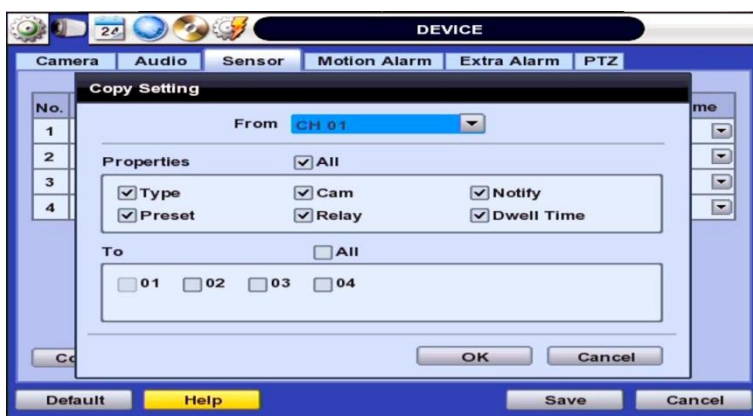 24
DEVICE
Camera Audio Sensor Motion Alarm Extra Alarm PTZ
Copy Setting
No. me
From CH 01
1
2
Properties All
3
Type Cam Notify
4
Preset Relay Dwell Time
To All
01 02 03 04
Co OK Cancel
Default Help Save Cancel